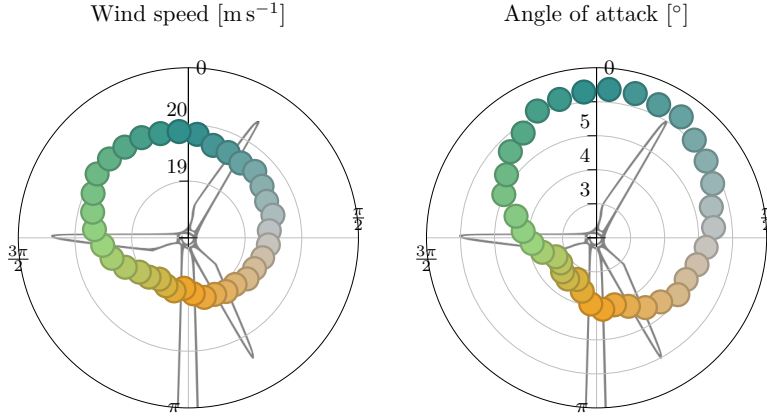 Wind speed [m s⁻¹]
0
20
19
π/2
3π/2
π
Angle of attack [°]
0
5
4
3
π/2
3π/2
π